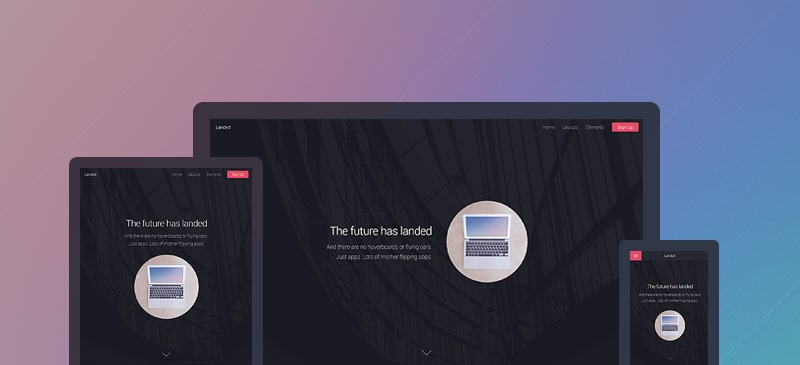 Landed
Home Layouts Elements Sign Up
The future has landed
And there are no hoverboards or flying cars.
Just apps. Lots of mother flipping apps.
Landed
Home Layouts Elements Sign Up
The future has landed
And there are no hoverboards or flying cars.
Just apps. Lots of mother flipping apps.
Landed
The future has landed
And there are no hoverboards or flying cars.
Just apps. Lots of mother flipping apps.